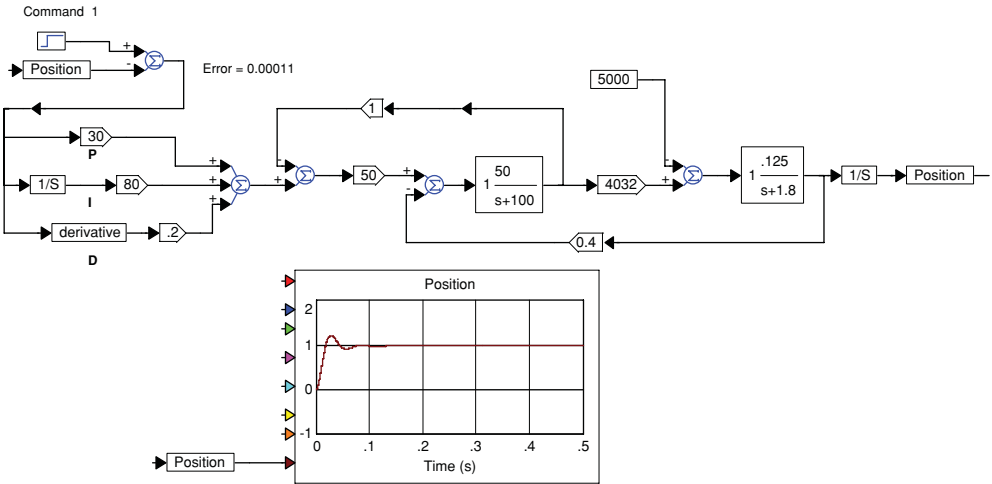 Command 1
+
Position
-
Error = 0.00011
5000
1
30
P
+
-
-
.125
1
s+1.8
1/S
80
I
+
+
50
+
-
50
1
s+100
4032
+
1/S
Position
derivative
.2
+
D
0.4
Position
2
1
0
-1
0
.1
.2
.3
.4
.5
Time (s)
Position